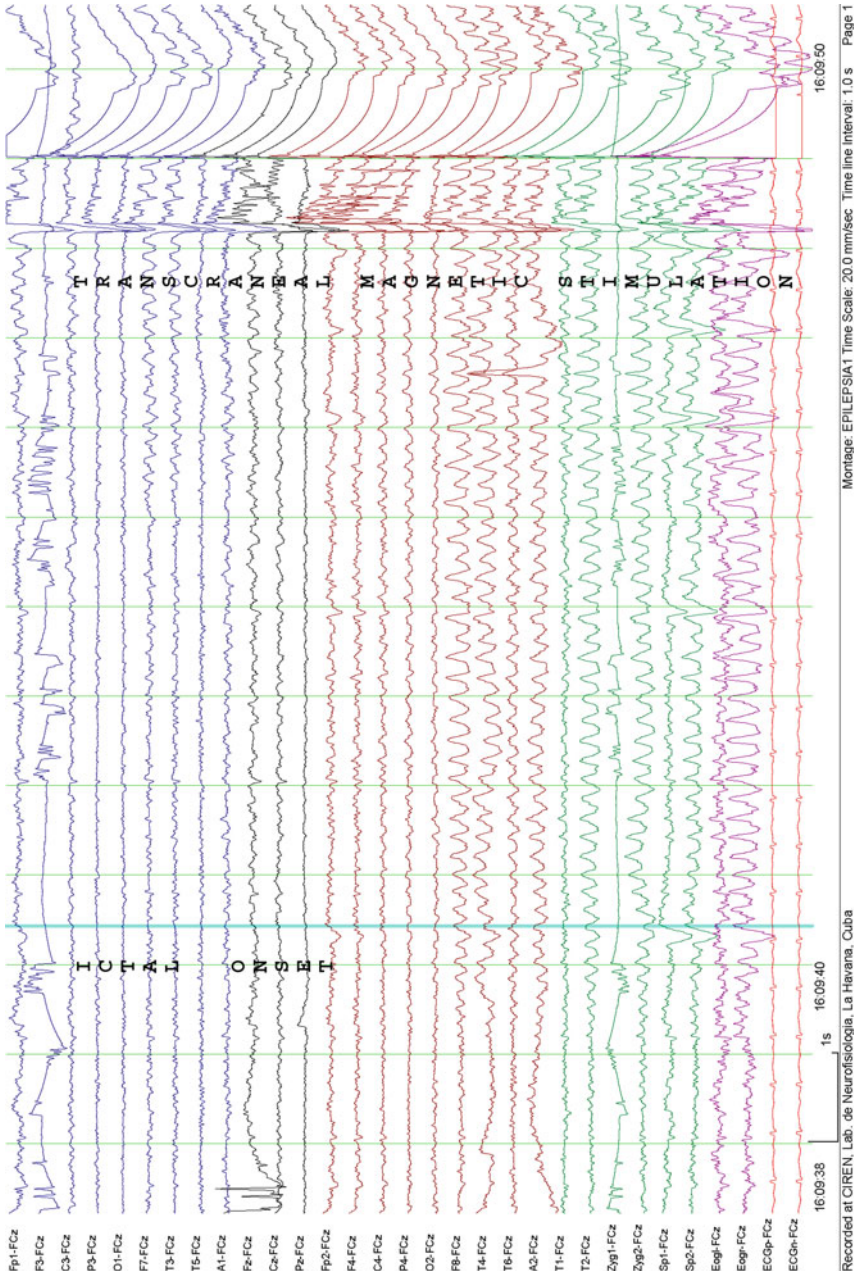 Fp1-FCz
F3-FCz
C3-FCz
P3-FCz
O1-FCz
F7-FCz
T3-FCz
T5-FCz
A1-FCz
Fz-FCz
Cz-FCz
Pz-FCz
Fp2-FCz
F4-FCz
C4-FCz
P4-FCz
O2-FCz
F8-FCz
T4-FCz
T6-FCz
A2-FCz
T1-FCz
T2-FCz
Zyg1-FCz
Zyg2-FCz
Sp1-FCz
Sp2-FCz
Eogl-FCz
Eogr-FCz
ECGp-FCz
ECGn-FCz
ICTAL ONSET
TRANSCRANEAL MAGNETIC STIMULATION
1s
16:09:38 16:09:40 16:09:50
Recorded at CIREN, Lab. de Neurofisiologia, La Havana, Cuba Montage: EPILEPSIA1 Time Scale: 20.0 mm/sec Time line Interval: 1.0 s Page 1